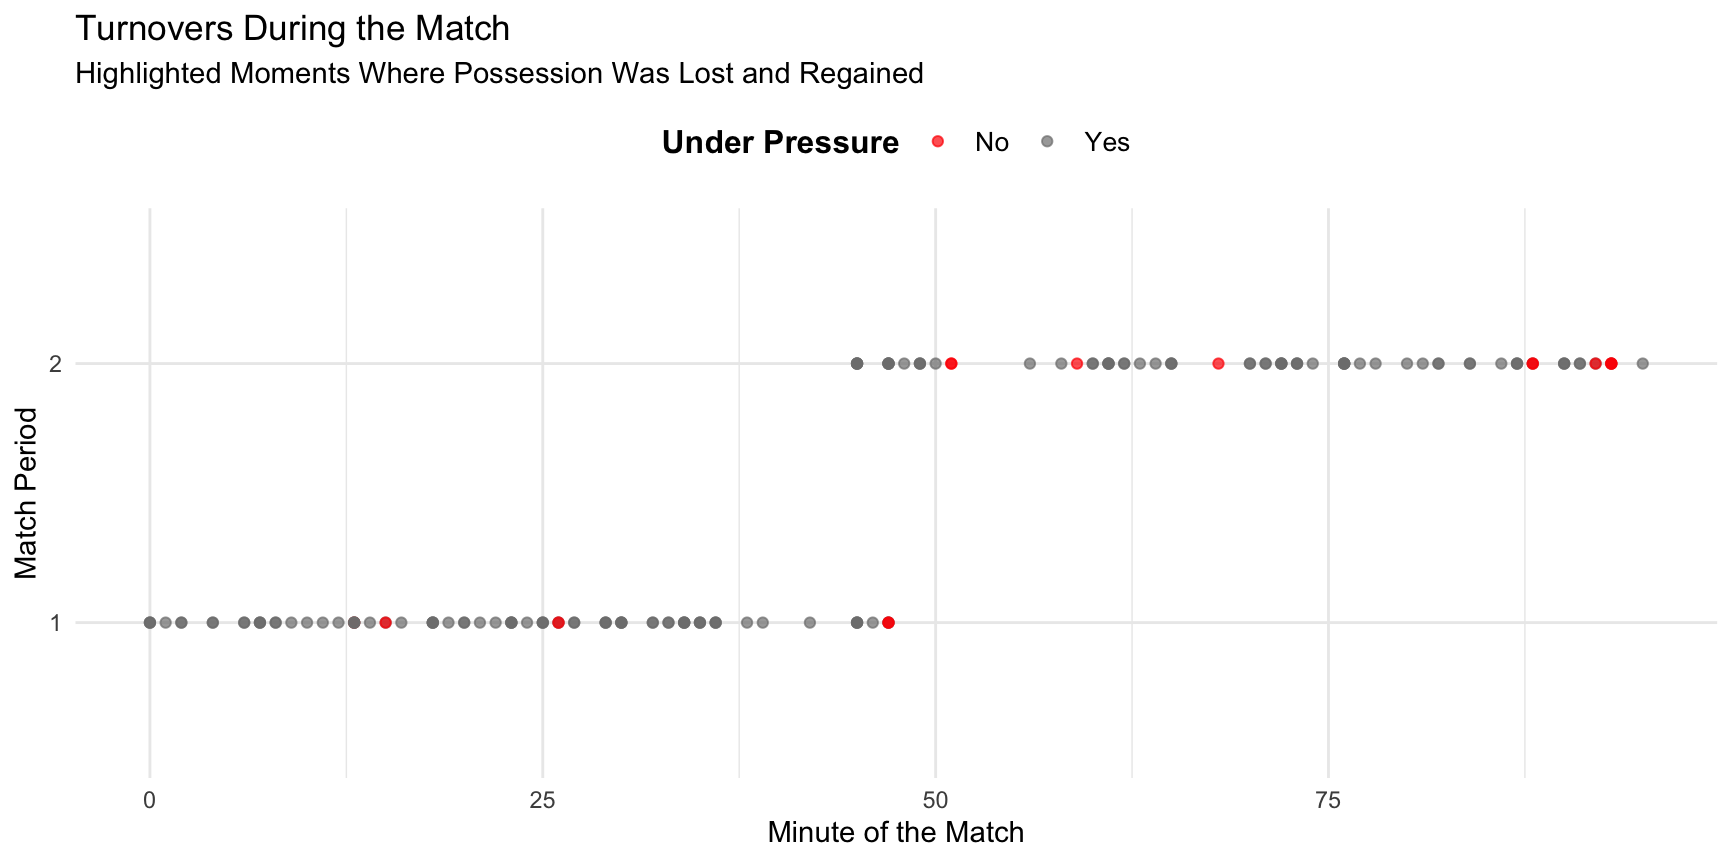 Turnovers During the Match
Highlighted Moments Where Possession Was Lost and Regained
Under Pressure No Yes
2
1
Match Period
0 25 50 75
Minute of the Match